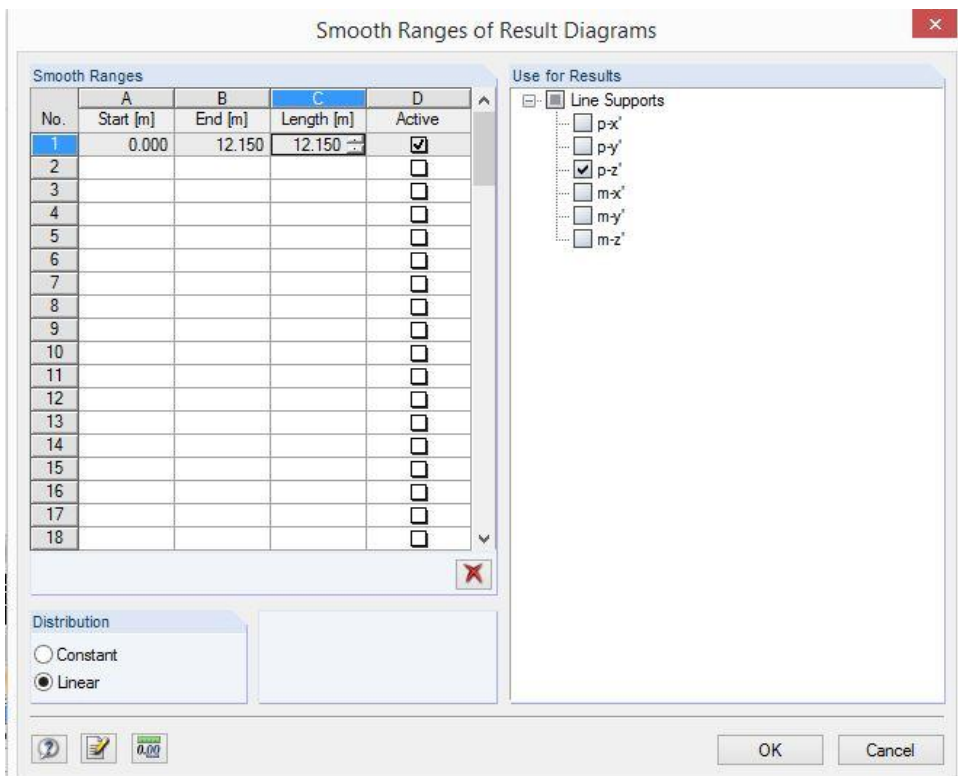 Smooth Ranges of Result Diagrams
Smooth Ranges
A B C D
No. Start [m] End [m] Length [m] Active
1 0.000 12.150 12.150
2
3
4
5
6
7
8
9
10
11
12
13
14
15
16
17
18
Distribution
Constant
Linear
Use for Results
Line Supports
p-x'
p-y'
p-z'
m-x'
m-y'
m-z'
0.00
OK Cancel